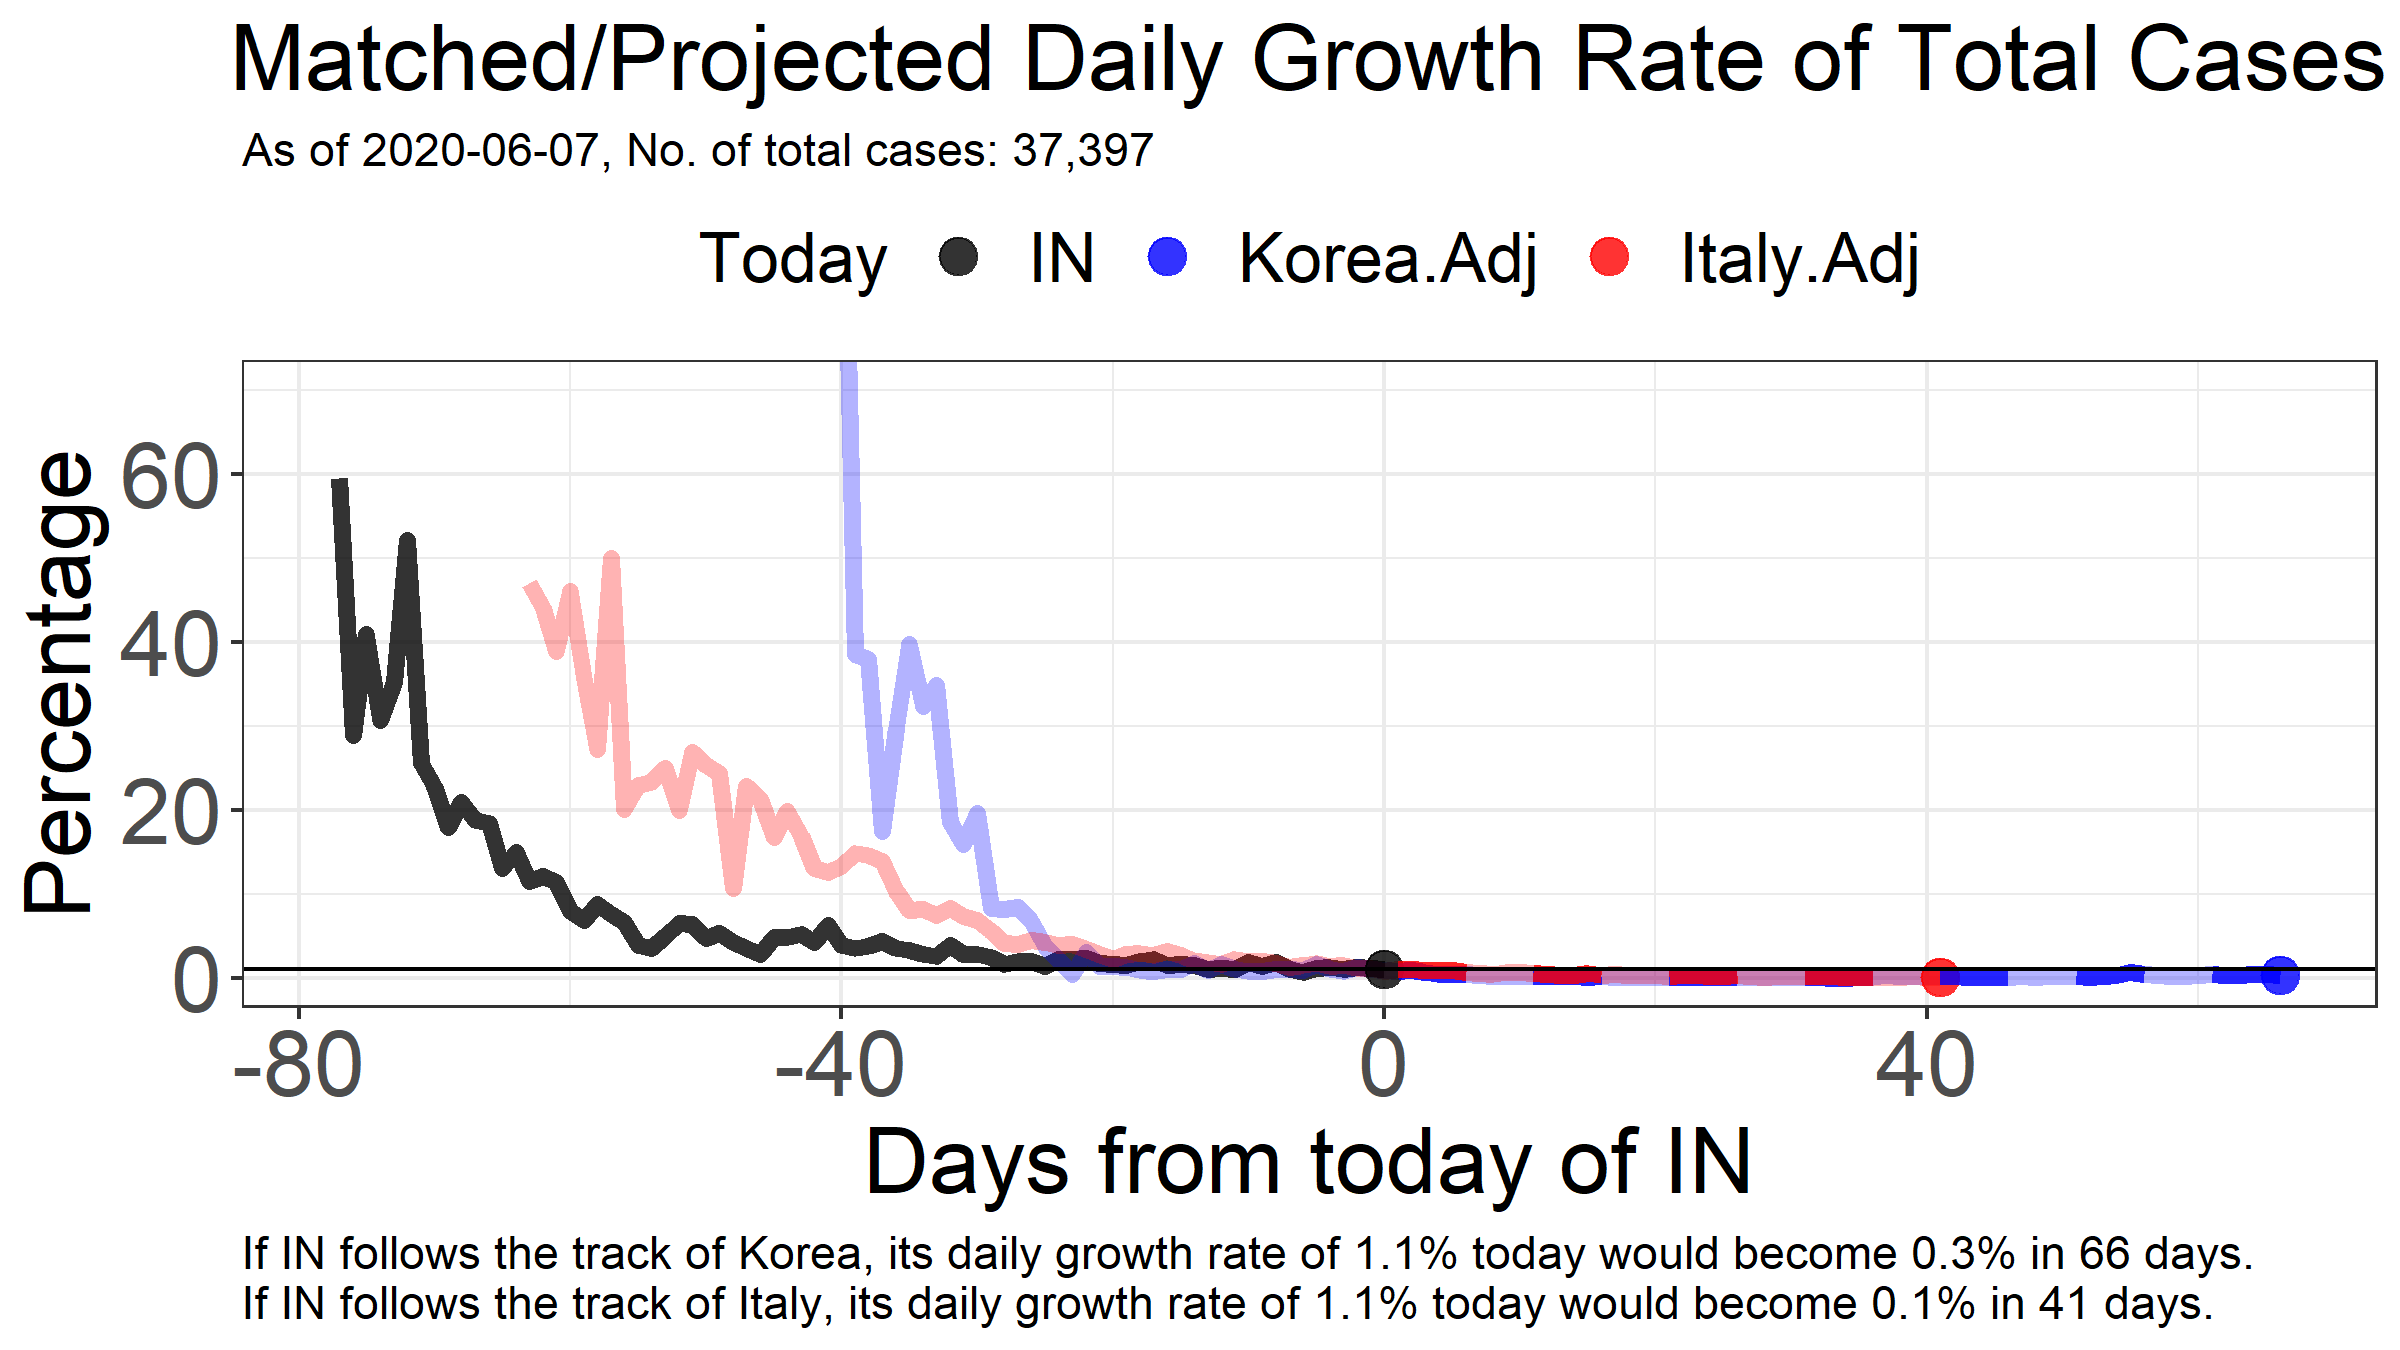 Matched/Projected Daily Growth Rate of Total Cases
As of 2020-06-07, No. of total cases: 37,397
Today IN Korea.Adj Italy.Adj
Percentage
60
40
20
0
-80 -40 0 40
Days from today of IN
If IN follows the track of Korea, its daily growth rate of 1.1% today would become 0.3% in 66 days.
If IN follows the track of Italy, its daily growth rate of 1.1% today would become 0.1% in 41 days.